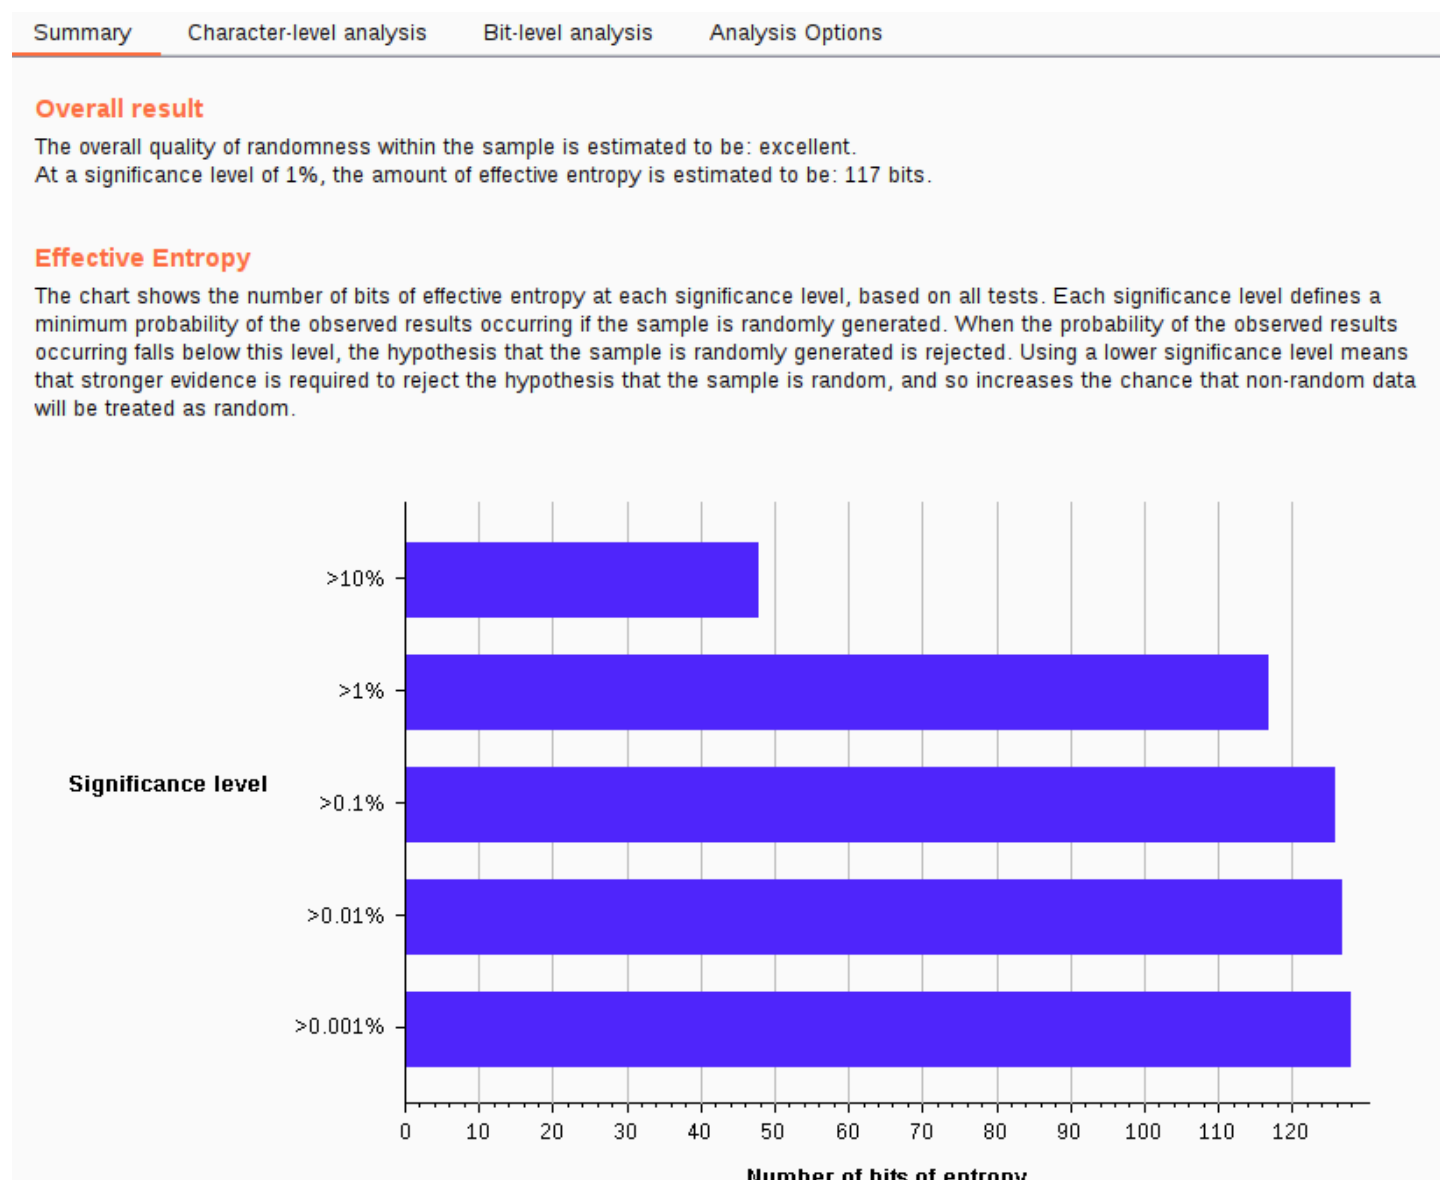 Summary Character-level analysis Bit-level analysis Analysis Options
Overall result
The overall quality of randomness within the sample is estimated to be: excellent.
At a significance level of 1%, the amount of effective entropy is estimated to be: 117 bits.
Effective Entropy
The chart shows the number of bits of effective entropy at each significance level, based on all tests. Each significance level defines a
minimum probability of the observed results occurring if the sample is randomly generated. When the probability of the observed results
occurring falls below this level, the hypothesis that the sample is randomly generated is rejected. Using a lower significance level means
that stronger evidence is required to reject the hypothesis that the sample is random, and so increases the chance that non-random data
will be treated as random.
>10%
>1%
Significance level
>0.1%
>0.01%
>0.001%
0 10 20 30 40 50 60 70 80 90 100 110 120
Number of bits of entropy